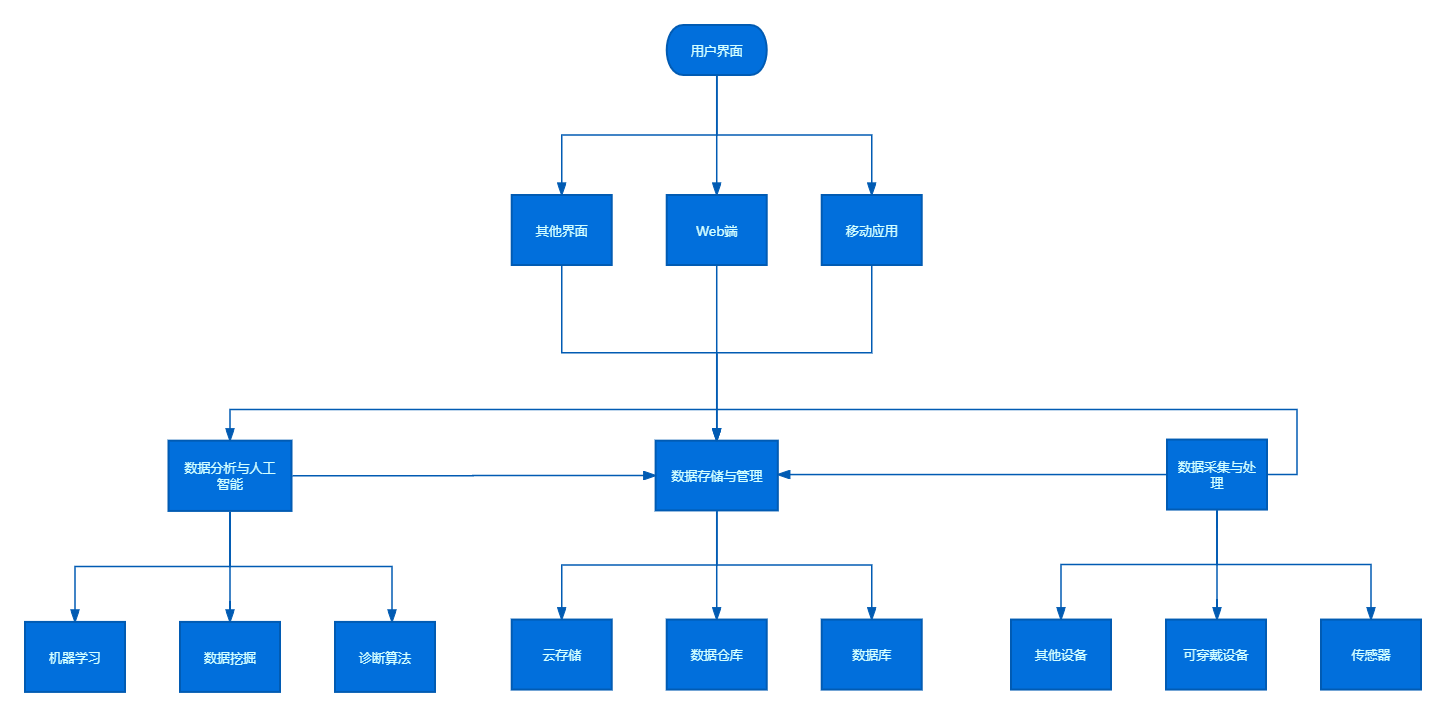 用户界面
其他界面
Web端
移动应用
数据分析与人工
智能
数据存储与管理
数据采集与处
理
机器学习
数据挖掘
诊断算法
云存储
数据仓库
数据库
其他设备
可穿戴设备
传感器